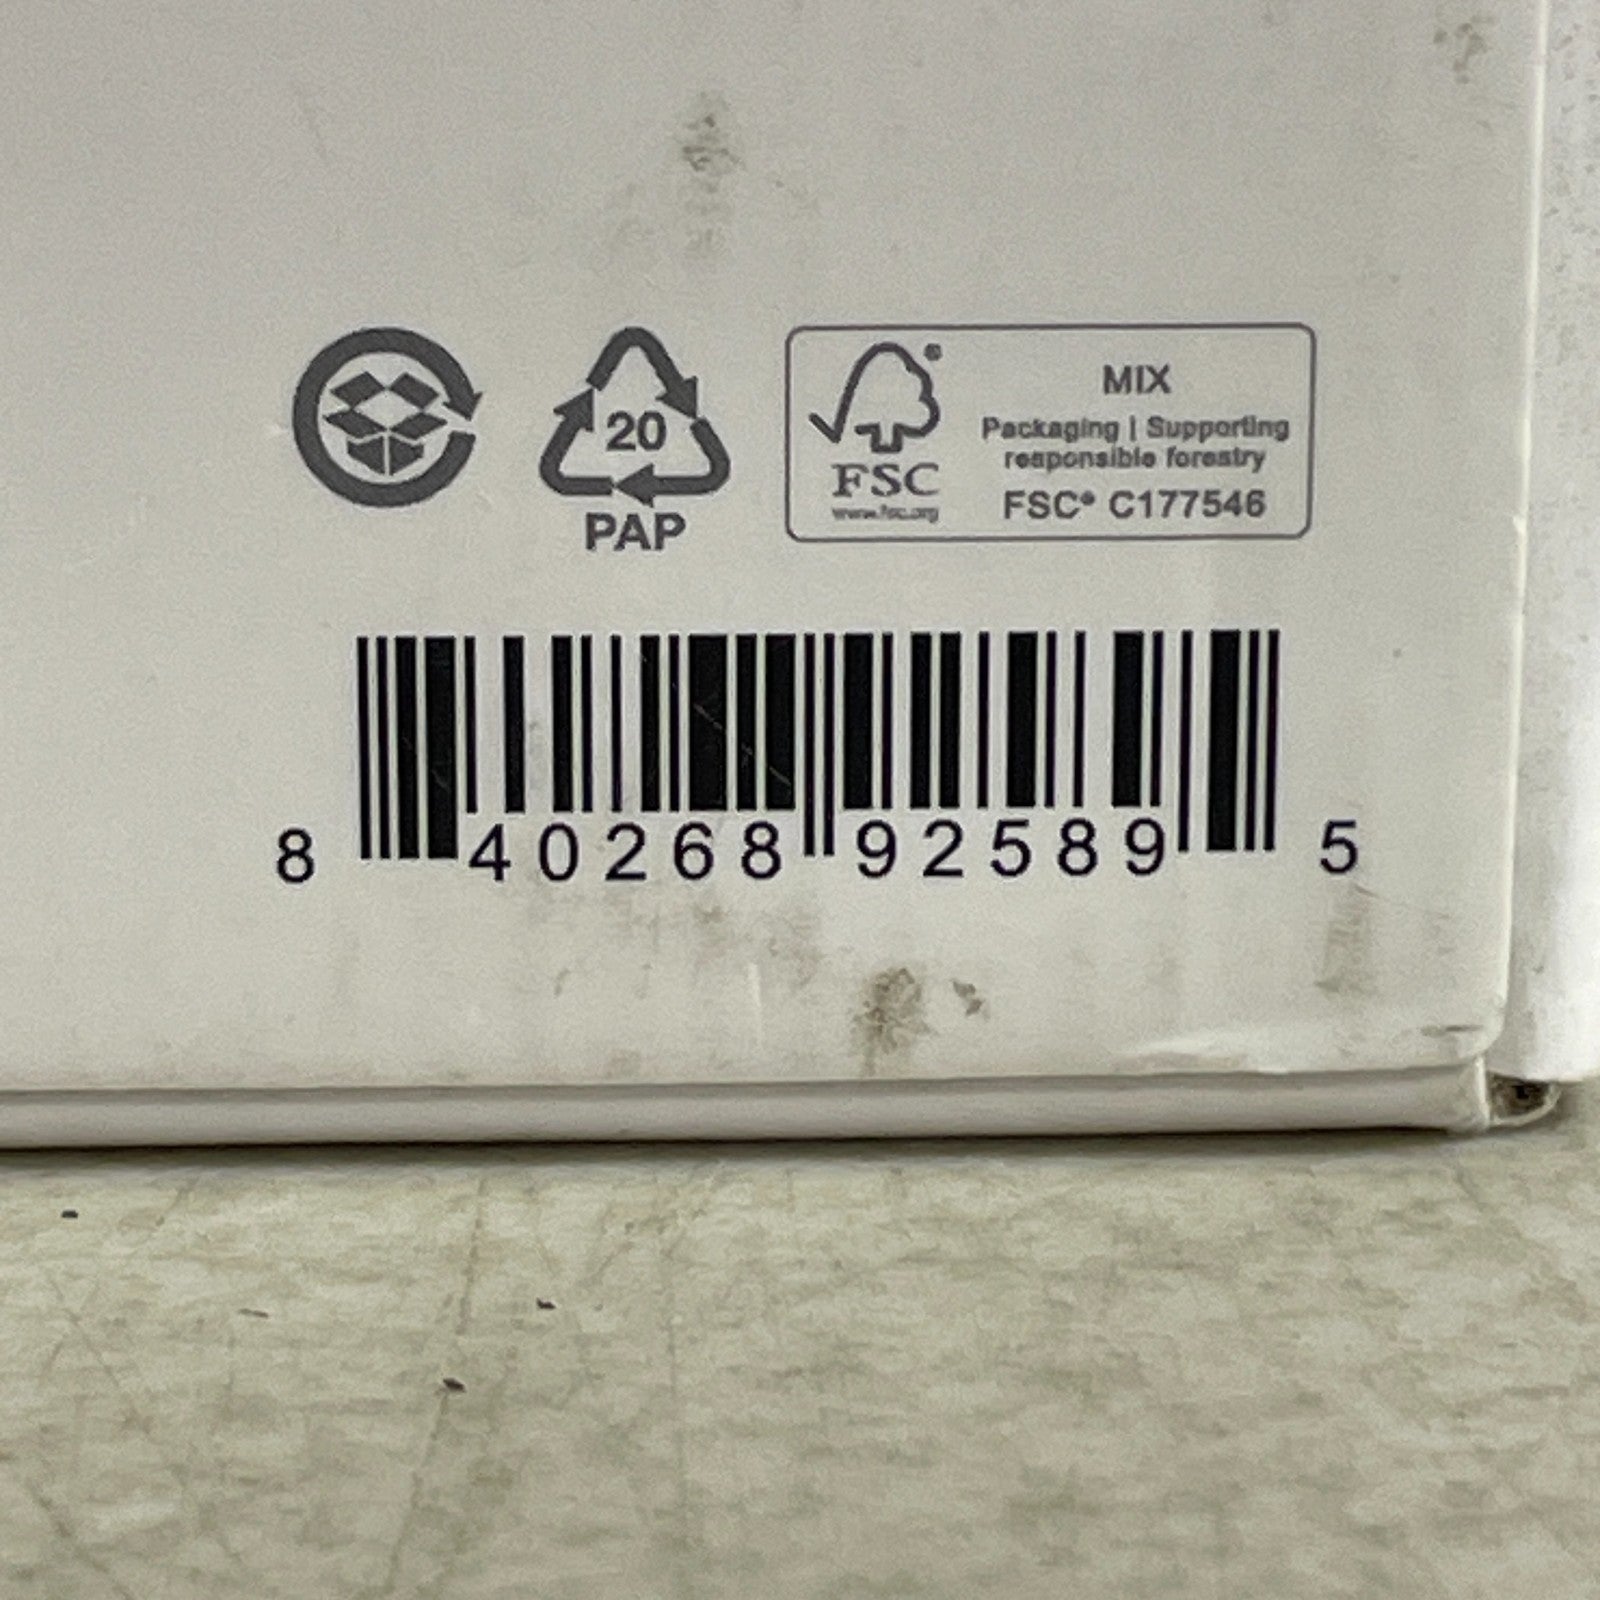 20
PAP
FSC
www.fsc.org
MIX
Packaging | Supporting
responsible forestry
FSC® C177546
8 40268 92589 5